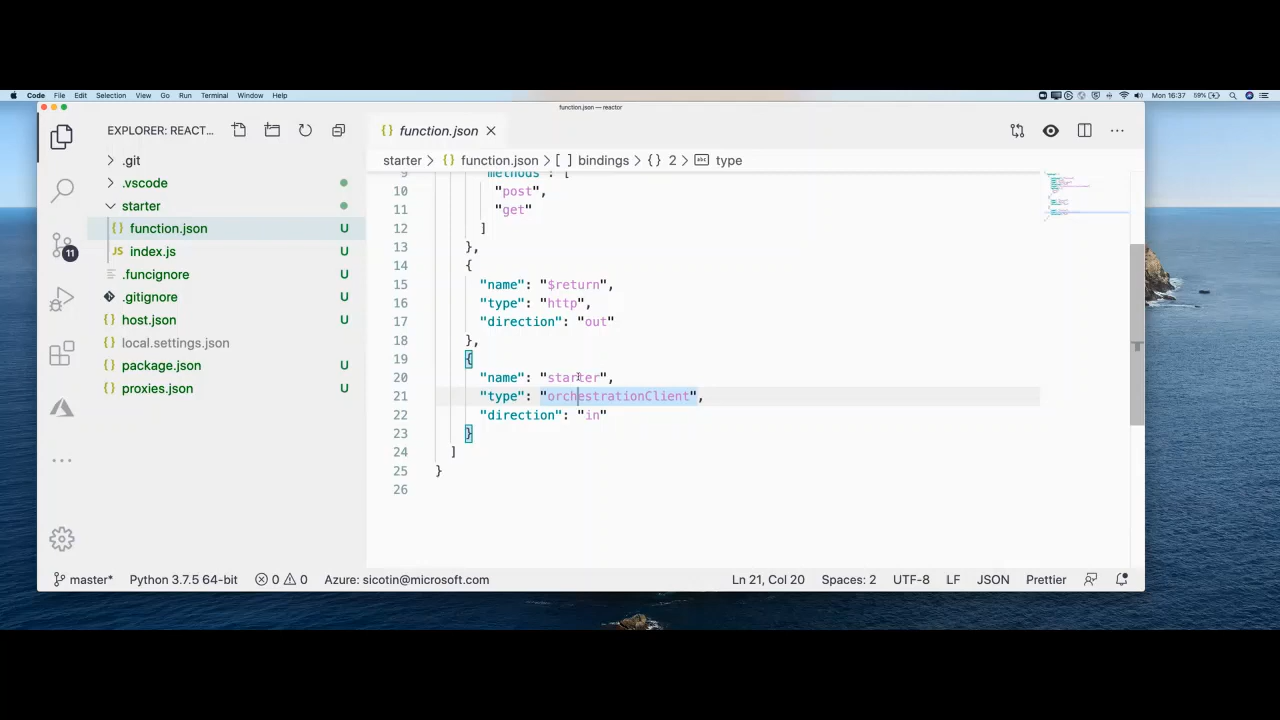 Code File Edit Selection View Go Run Terminal Window Help
Mon 16:37
function.json — reactor
EXPLORER: REACT...
function.json
.git
.vscode
starter
function.json U
index.js U
.funcignore U
.gitignore U
host.json U
local.settings.json
package.json U
proxies.json U
11
starter > {} function.json > [ ] bindings > {} 2 > abc type
9 "methods": [
10 "post",
11 "get"
12 ]
13 },
14 {
15 "name": "$return",
16 "type": "http",
17 "direction": "out"
18 },
19 {
20 "name": "starter",
21 "type": "orchestrationClient",
22 "direction": "in"
23 }
24 ]
25 }
26
master* Python 3.7.5 64-bit 0 0 Azure: sicotin@microsoft.com Ln 21, Col 20 Spaces: 2 UTF-8 LF JSON Prettier